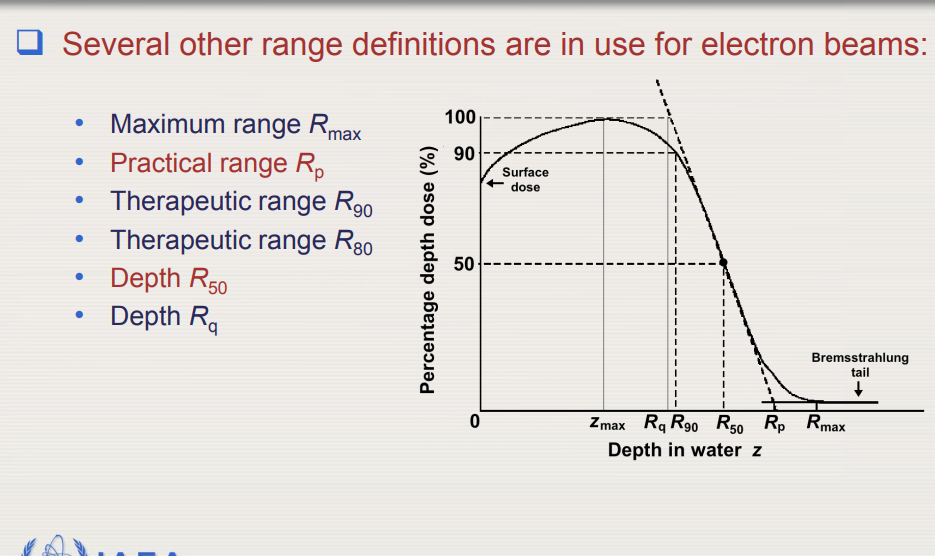 Several other range definitions are in use for electron beams:
• Maximum range Rmax
• Practical range Rp
• Therapeutic range R90
• Therapeutic range R80
• Depth R50
• Depth Rq
Percentage depth dose (%)
100
90
50
0
Surface
dose
Bremsstrahlung
tail
zmax Rq R90 R50 Rp Rmax
Depth in water z
IAEA